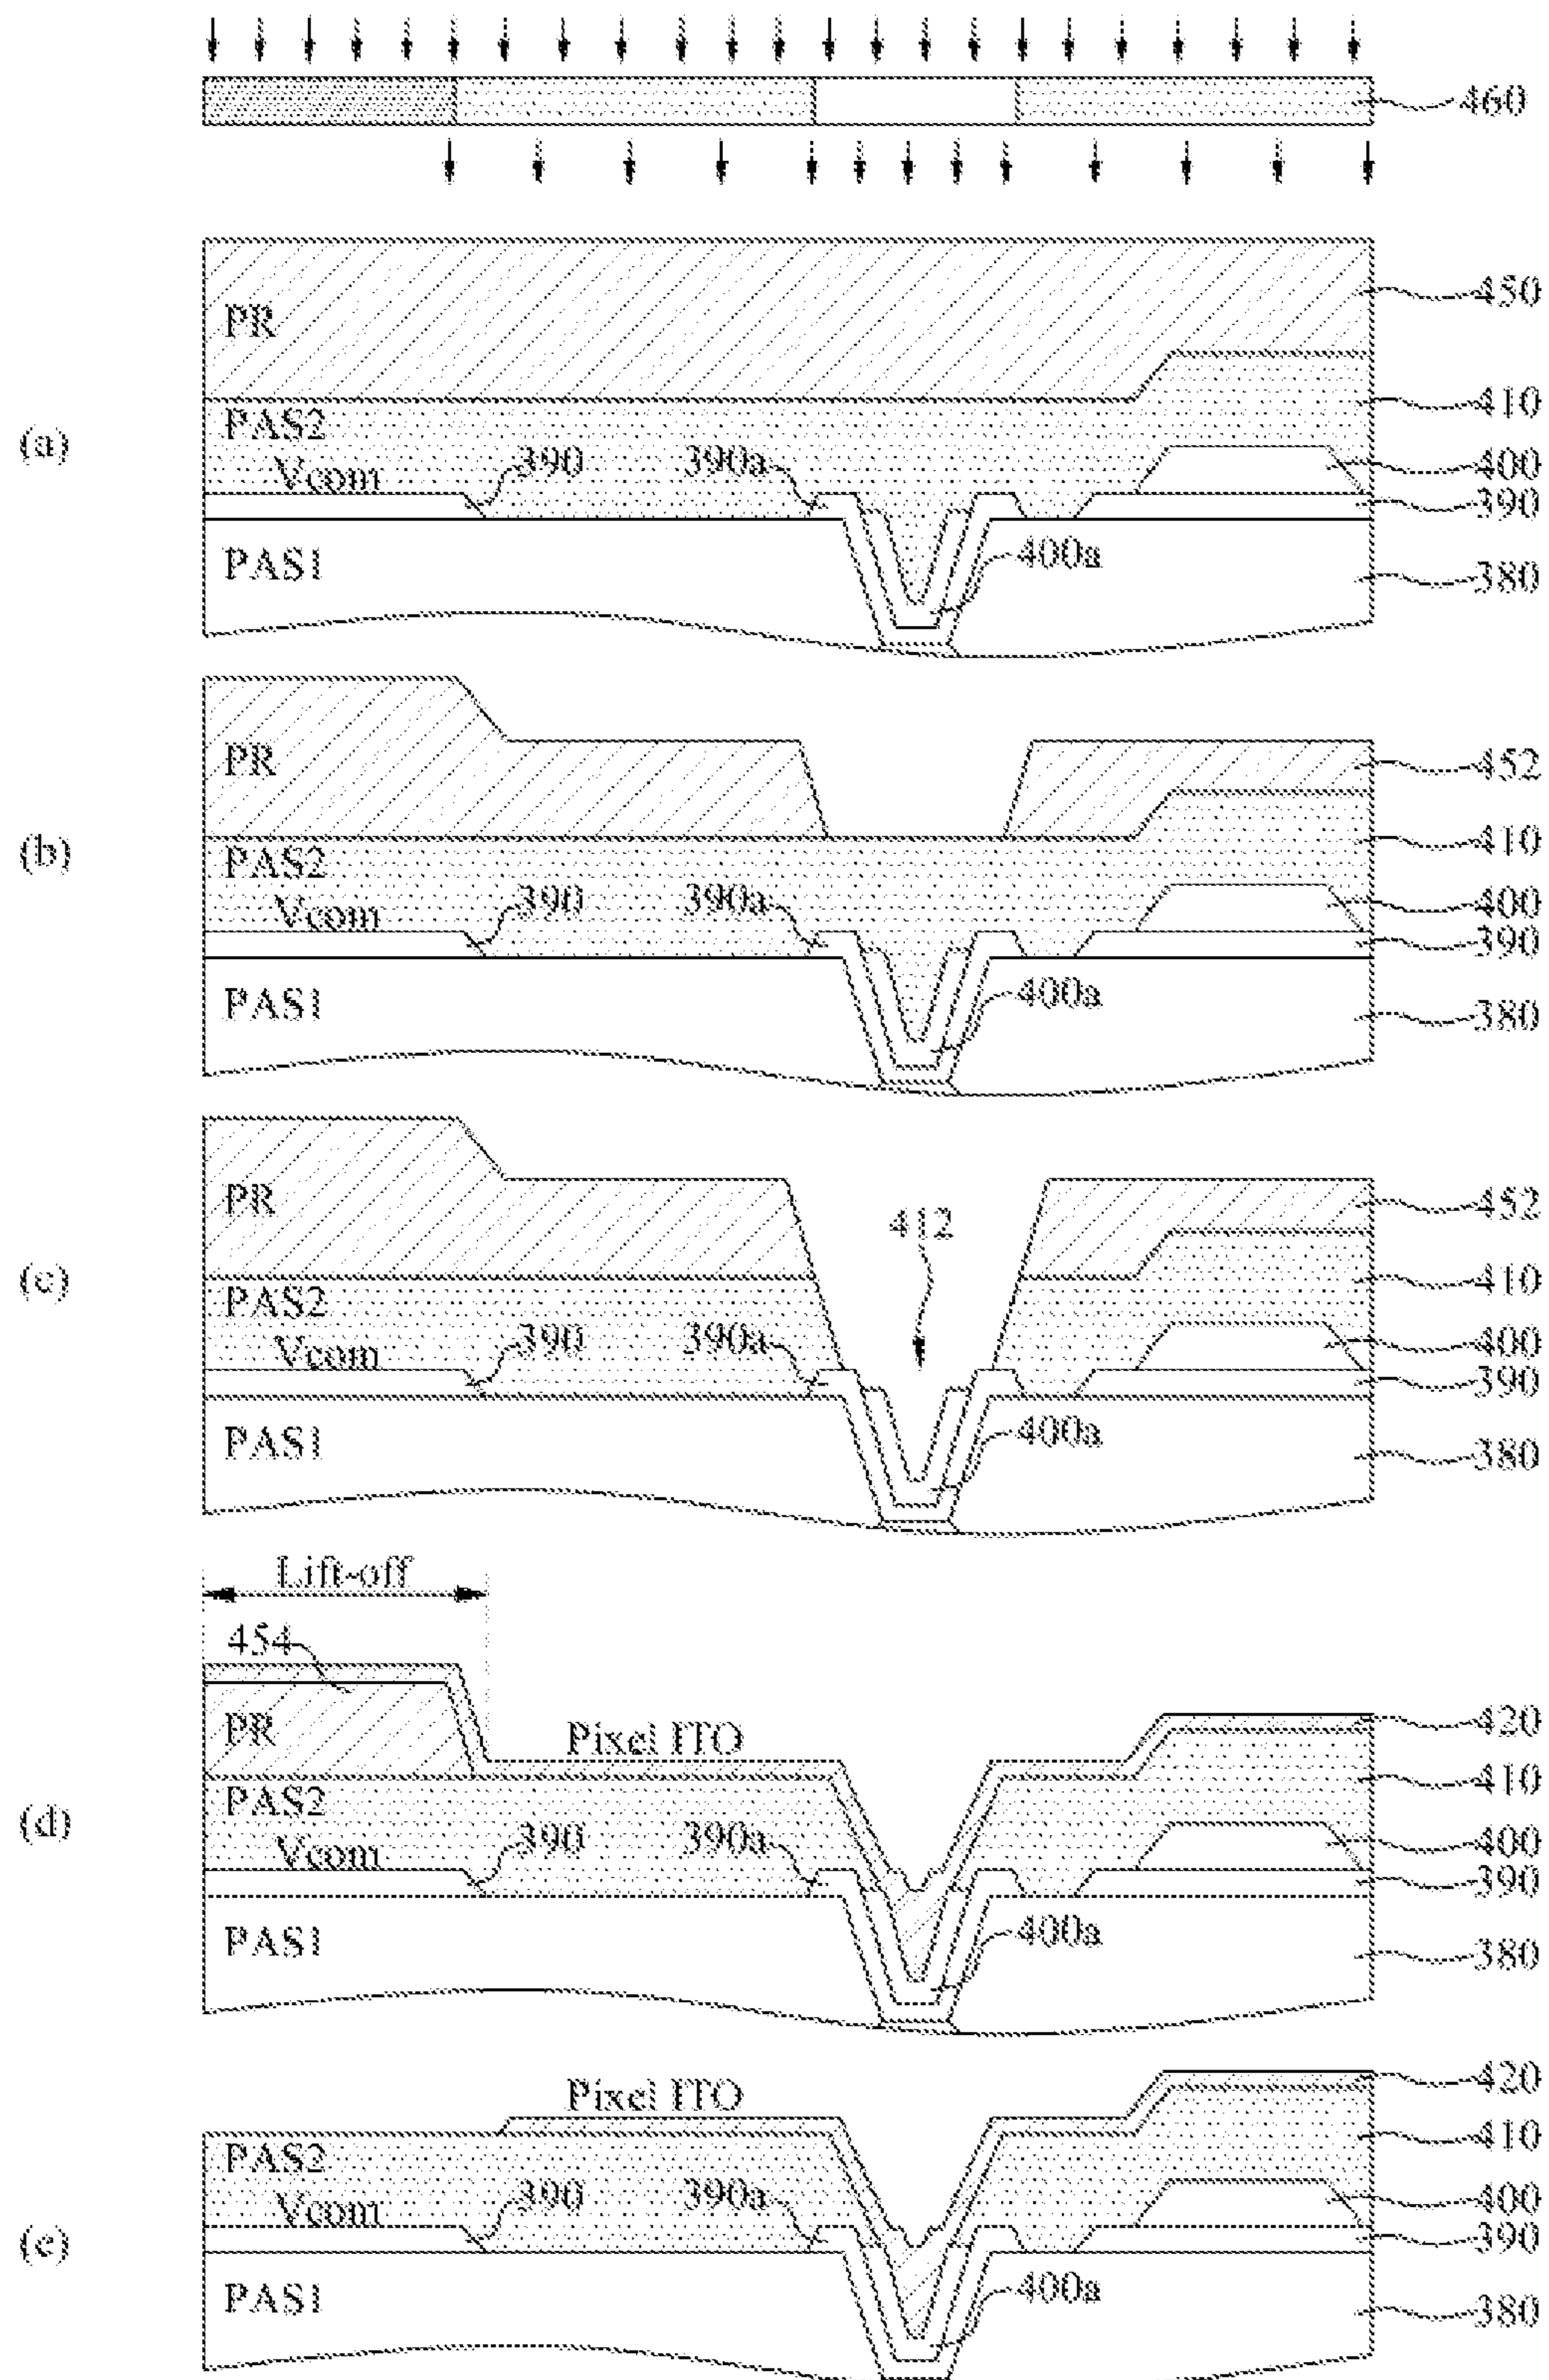 460
PR
450
(a)
PAS2
410
Vcom
390
390a
400
390
PAS1
400a
380
PR
452
(b)
PAS2
410
Vcom
390
390a
400
390
PAS1
400a
380
PR
412
452
(c)
PAS2
410
Vcom
390
390a
400
390
PAS1
400a
380
Lift-off
454
PR
Pixel ITO
420
(d)
PAS2
410
Vcom
390
390a
400
390
PAS1
400a
380
Pixel ITO
420
PAS2
410
Vcom
390
390a
400
(e)
390
PAS1
400a
380